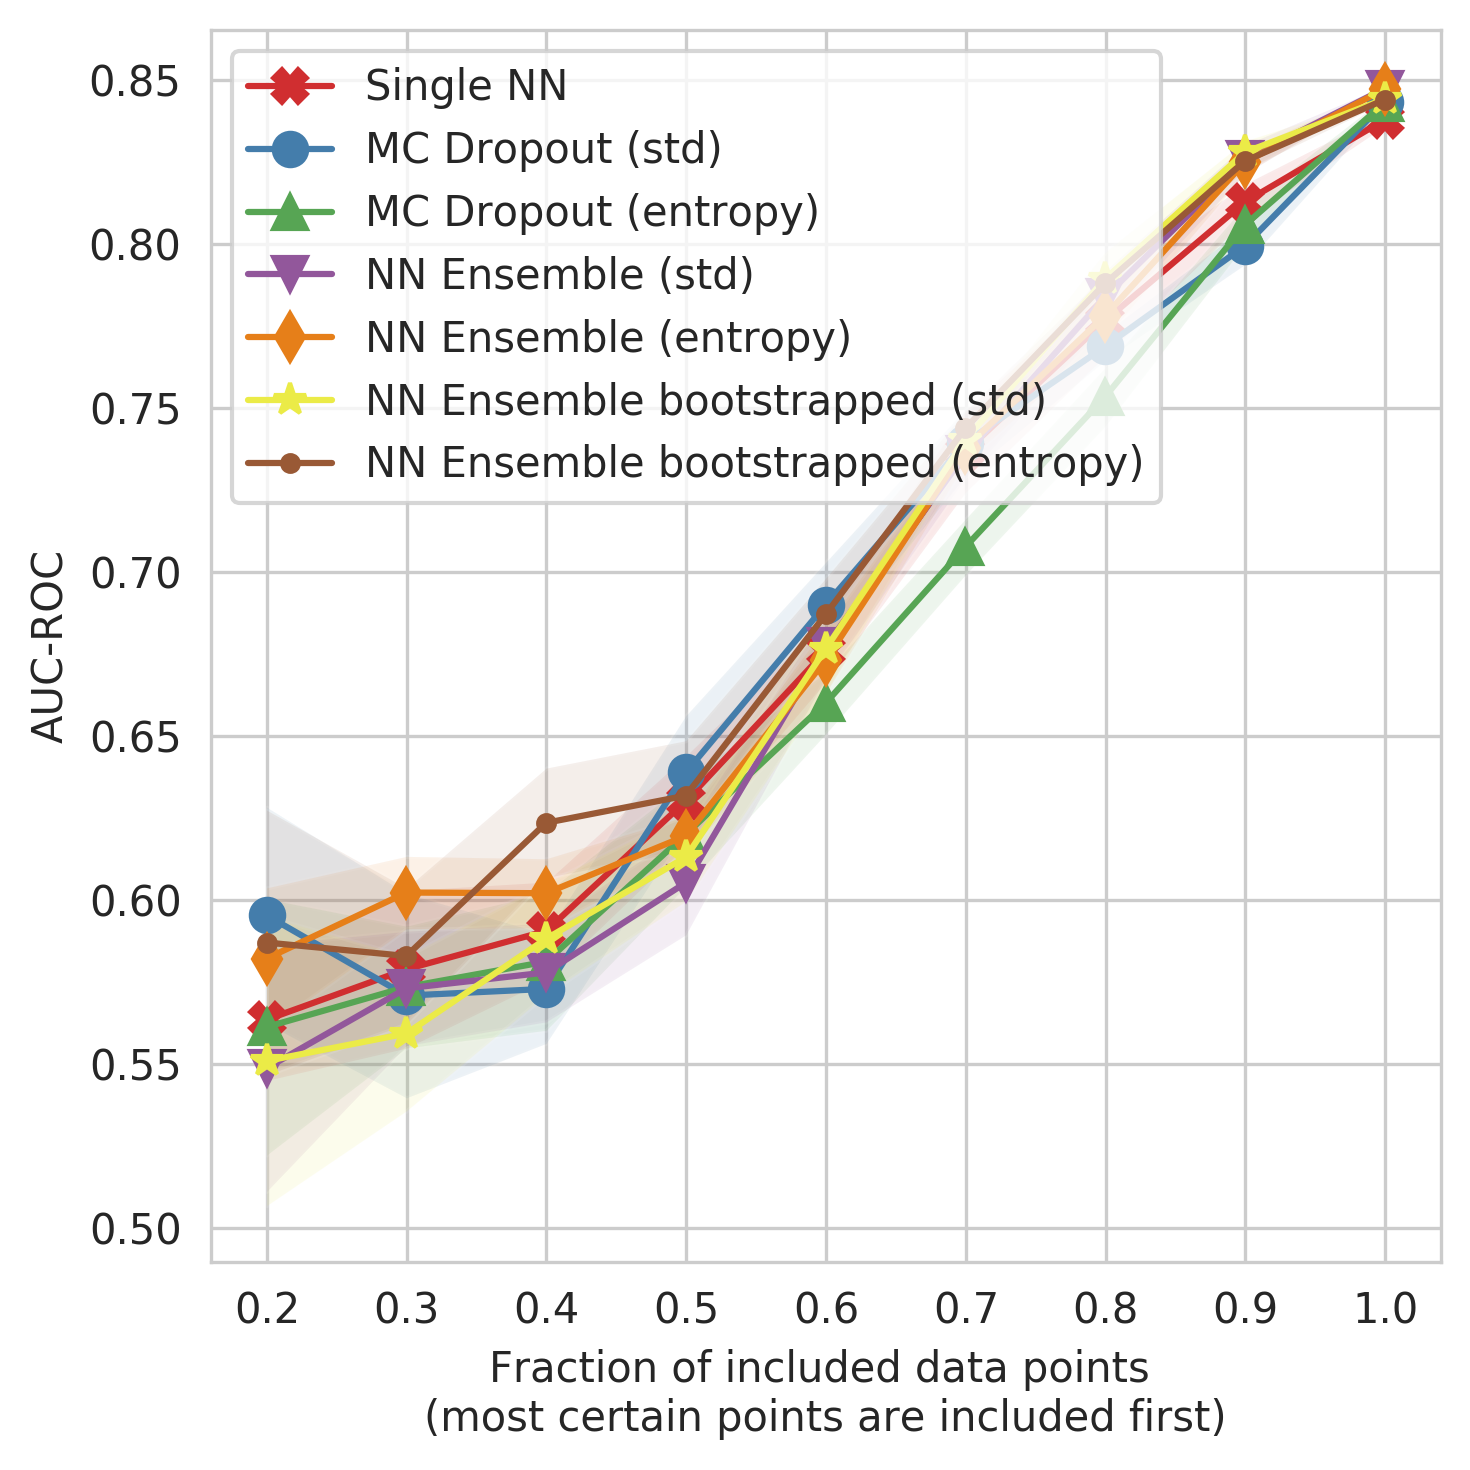 0.85
0.80
0.75
0.70
0.65
0.60
0.55
0.50
AUC-ROC
Single NN
MC Dropout (std)
MC Dropout (entropy)
NN Ensemble (std)
NN Ensemble (entropy)
NN Ensemble bootstrapped (std)
NN Ensemble bootstrapped (entropy)
0.2 0.3 0.4 0.5 0.6 0.7 0.8 0.9 1.0
Fraction of included data points
(most certain points are included first)